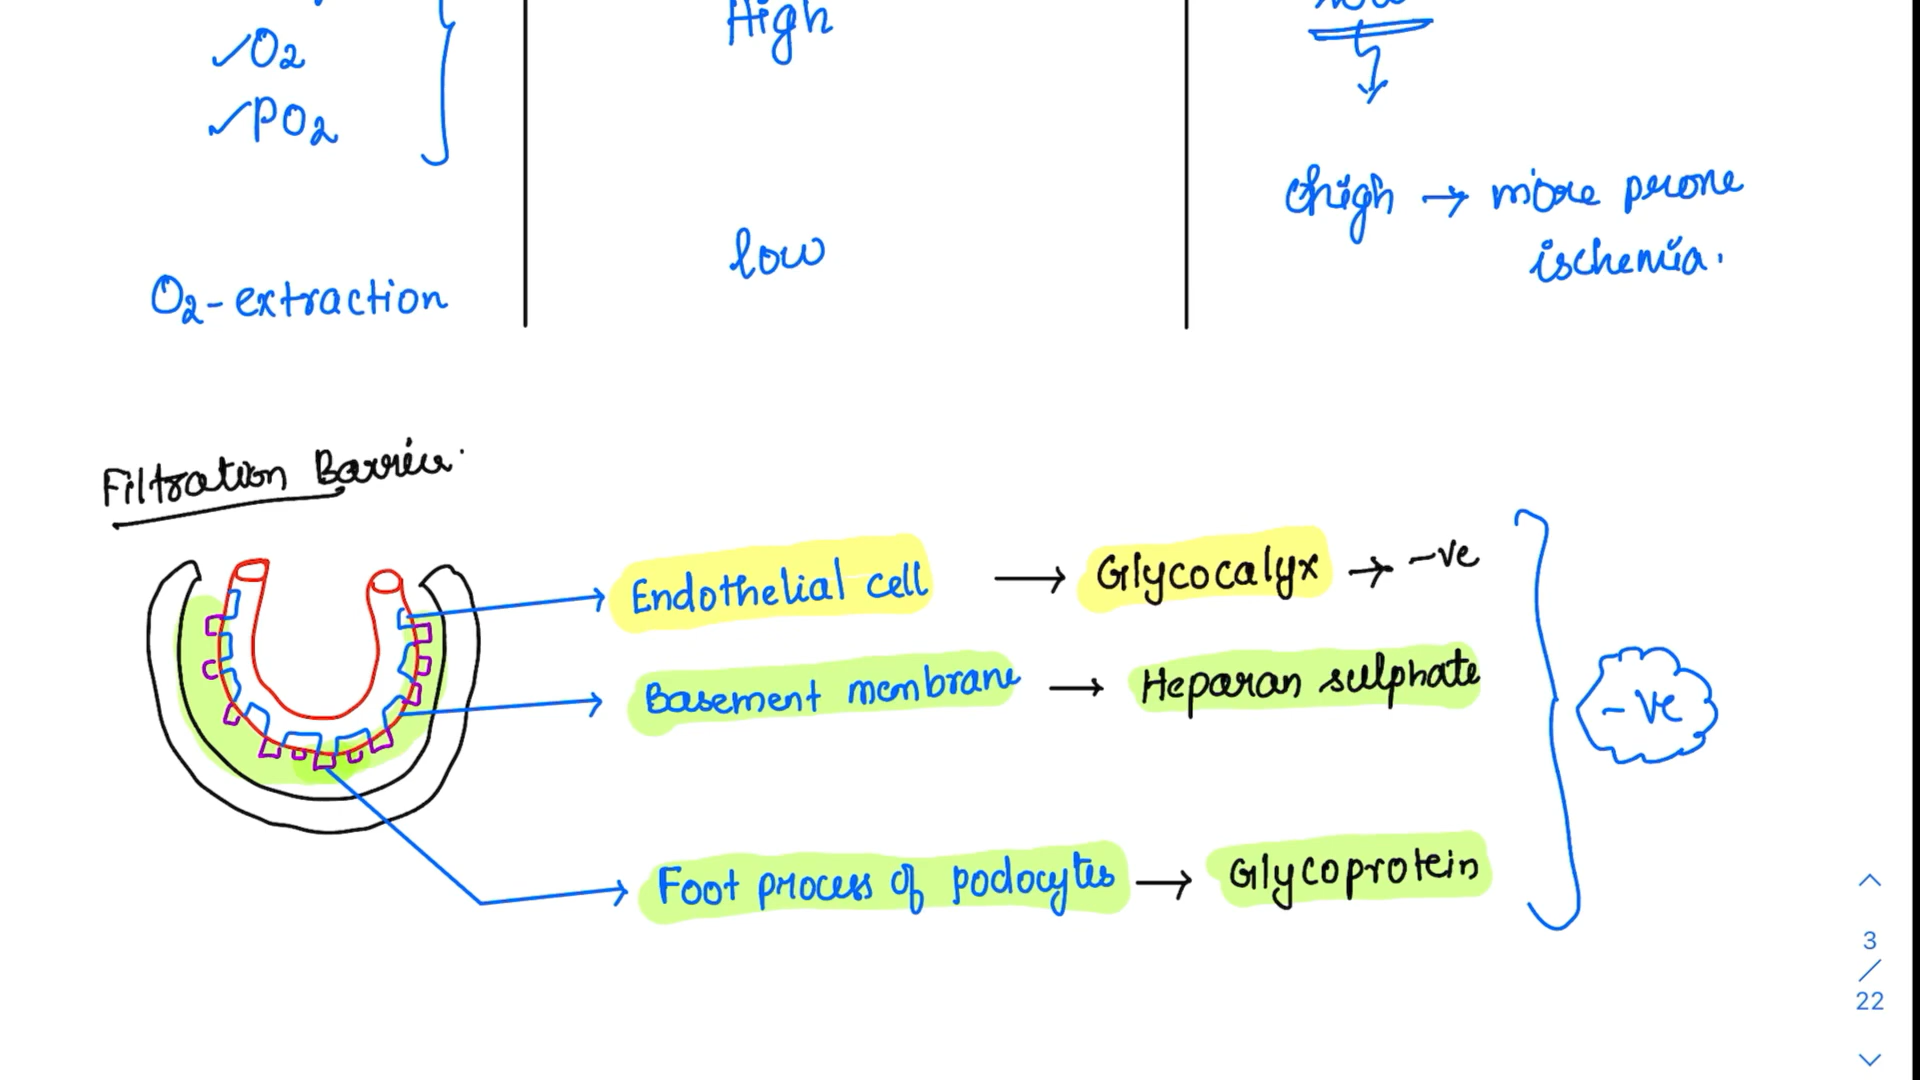 High
✓O2
✓PO2
high → more prone
ischemia.
low
O2-extraction
Filtration Barrier.
Endothelial cell → Glycocalyx → -ve
Basement membrane → Heparan sulphate
-ve
Foot process of podocytes → Glycoprotein
3
/
22